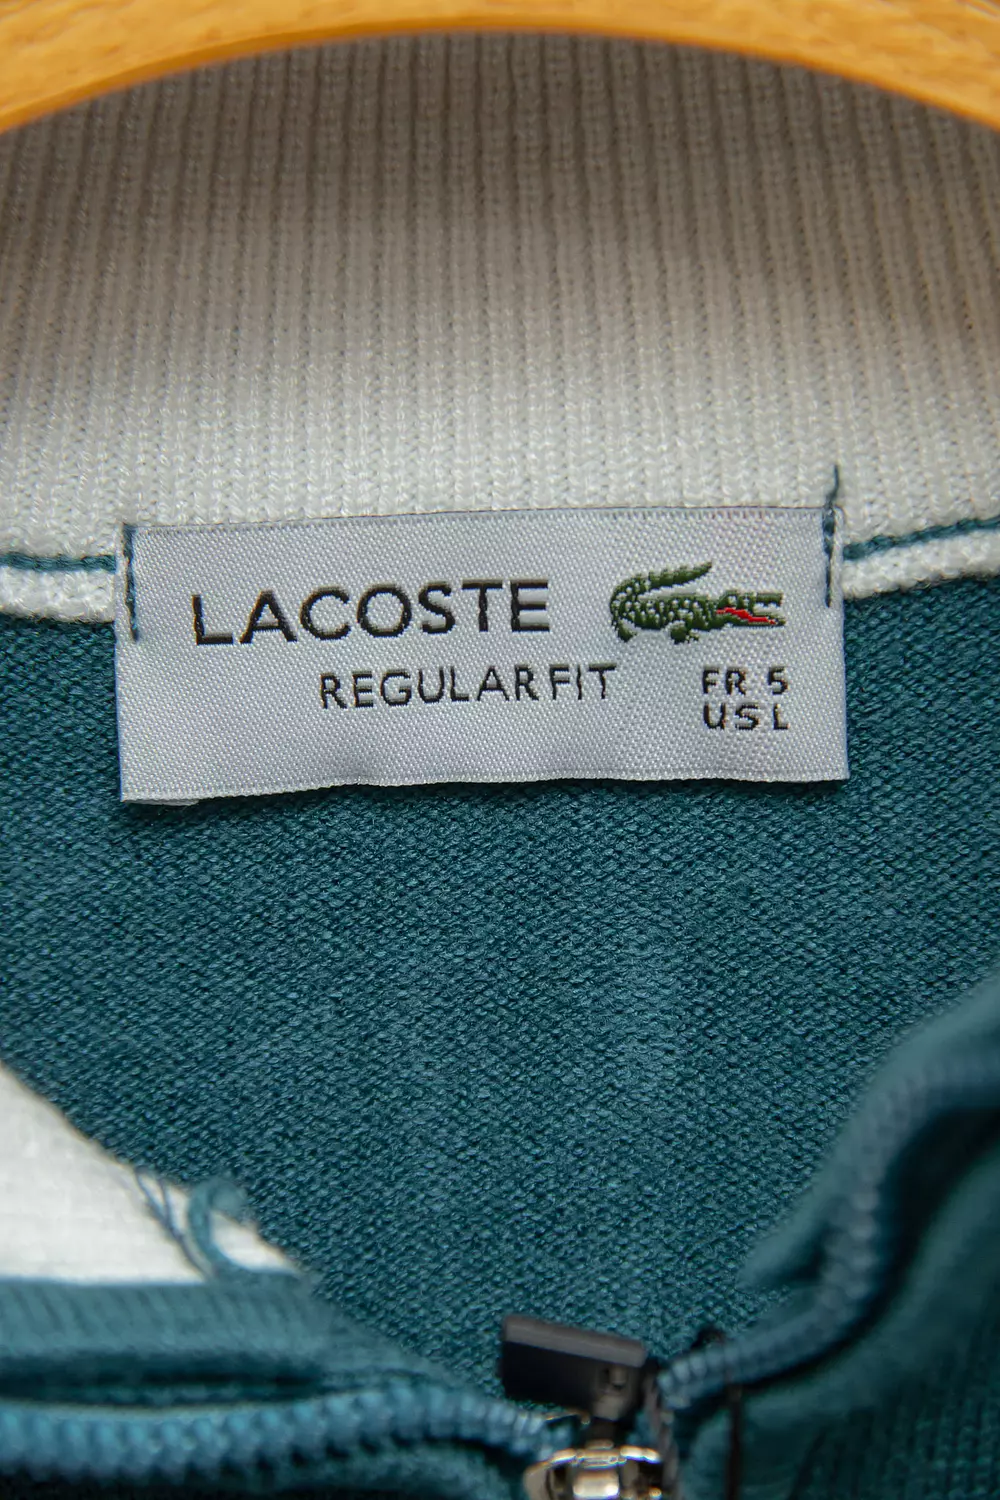 LACOSTE
REGULAR FIT
FR 5
US L